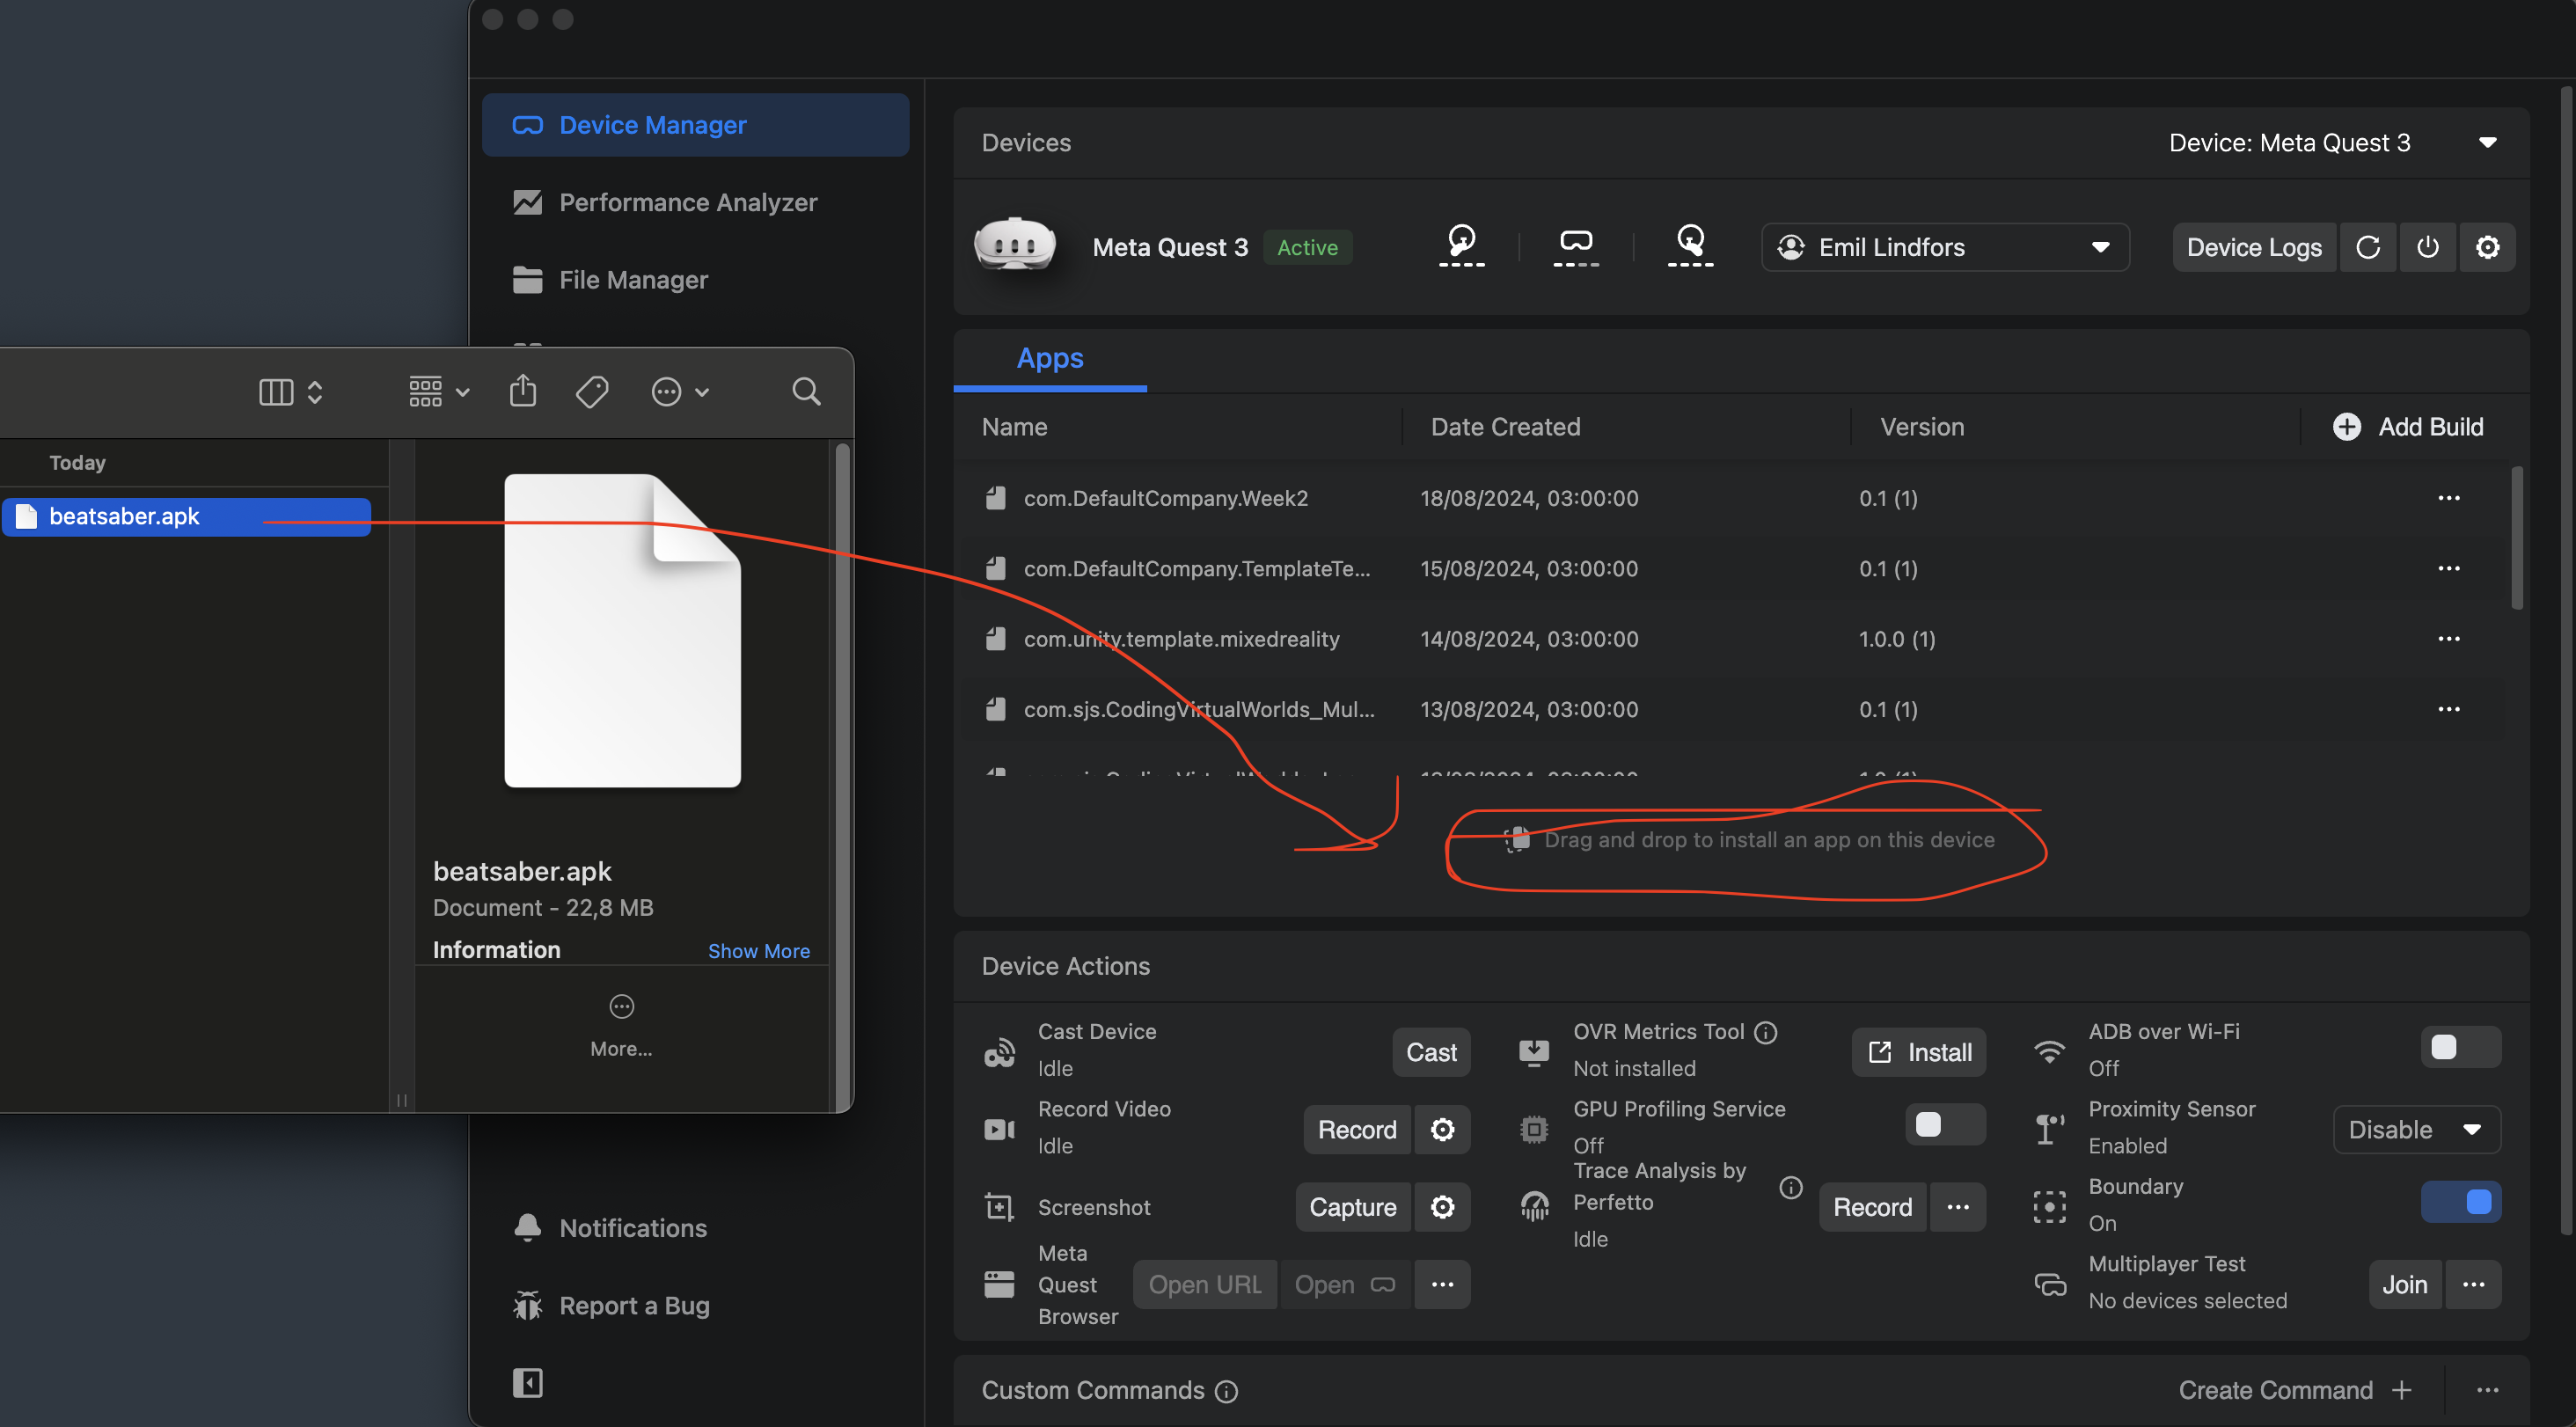 Device Manager
Performance Analyzer
File Manager
Notifications
Report a Bug
Today
beatsaber.apk
beatsaber.apk
Document - 22,8 MB
Information Show More
More...
Devices Device: Meta Quest 3
Meta Quest 3 Active Emil Lindfors Device Logs
Apps
Name Date Created Version Add Build
com.DefaultCompany.Week2 18/08/2024, 03:00:00 0.1 (1)
com.DefaultCompany.TemplateTe... 15/08/2024, 03:00:00 0.1 (1)
com.unity.template.mixedreality 14/08/2024, 03:00:00 1.0.0 (1)
com.sjs.CodingVirtualWorlds_Mul... 13/08/2024, 03:00:00 0.1 (1)
Drag and drop to install an app on this device
Device Actions
Cast Device
Idle
Cast
Record Video
Idle
Record
Screenshot
Capture
Meta
Quest
Browser
Open URL Open
OVR Metrics Tool
Not installed
Install
GPU Profiling Service
Off
Trace Analysis by
Perfetto
Idle
Record
ADB over Wi-Fi
Off
Proximity Sensor
Enabled
Disable
Boundary
On
Multiplayer Test
No devices selected
Join
Custom Commands Create Command